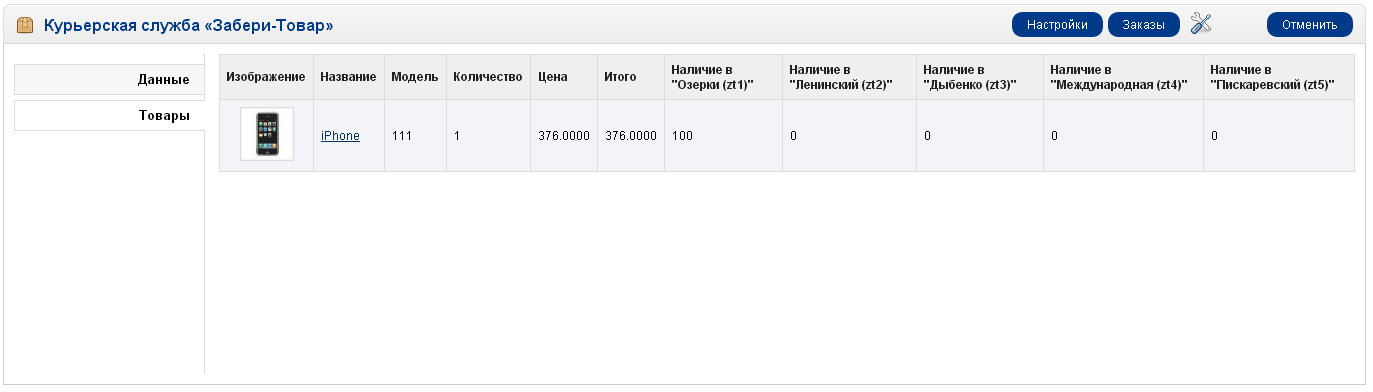 Курьерская служба «Забери-Товар»
Настройки
Заказы
Отменить
Данные
Товары
Изображение
Название
Модель
Количество
Цена
Итого
Наличие в
"Озерки (zt1)"
Наличие в
"Ленинский (zt2)"
Наличие в
"Дыбенко (zt3)"
Наличие в
"Международная (zt4)"
Наличие в
"Пискаревский (zt5)"
iPhone
111
1
376.0000
376.0000
100
0
0
0
0